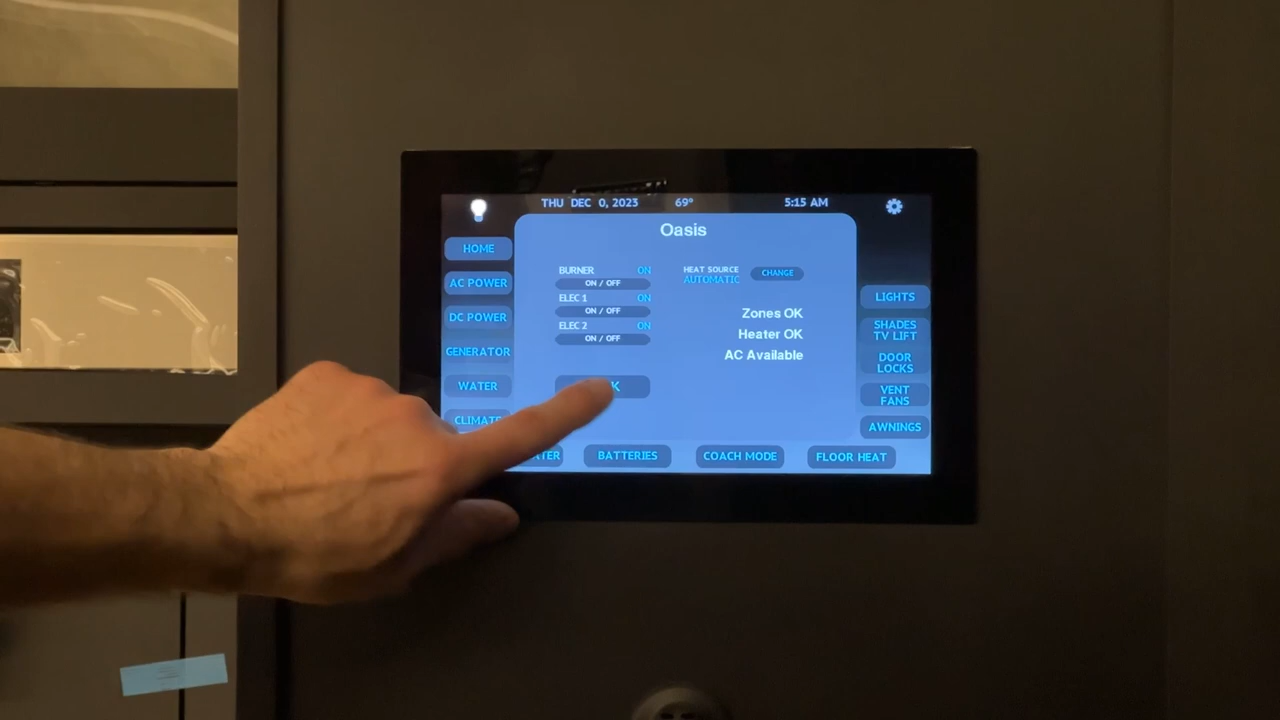 THU DEC 0, 2023 69° 5:15 AM
Oasis
HOME
AC POWER
DC POWER
GENERATOR
WATER
CLIMATE
BURNER ON
ON / OFF
ELEC 1 ON
ON / OFF
ELEC 2 ON
ON / OFF
HEAT SOURCE
AUTOMATIC
CHANGE
Zones OK
Heater OK
AC Available
LIGHTS
SHADES
TV LIFT
DOOR
LOCKS
VENT
FANS
AWNINGS
BATTERIES
COACH MODE
FLOOR HEAT